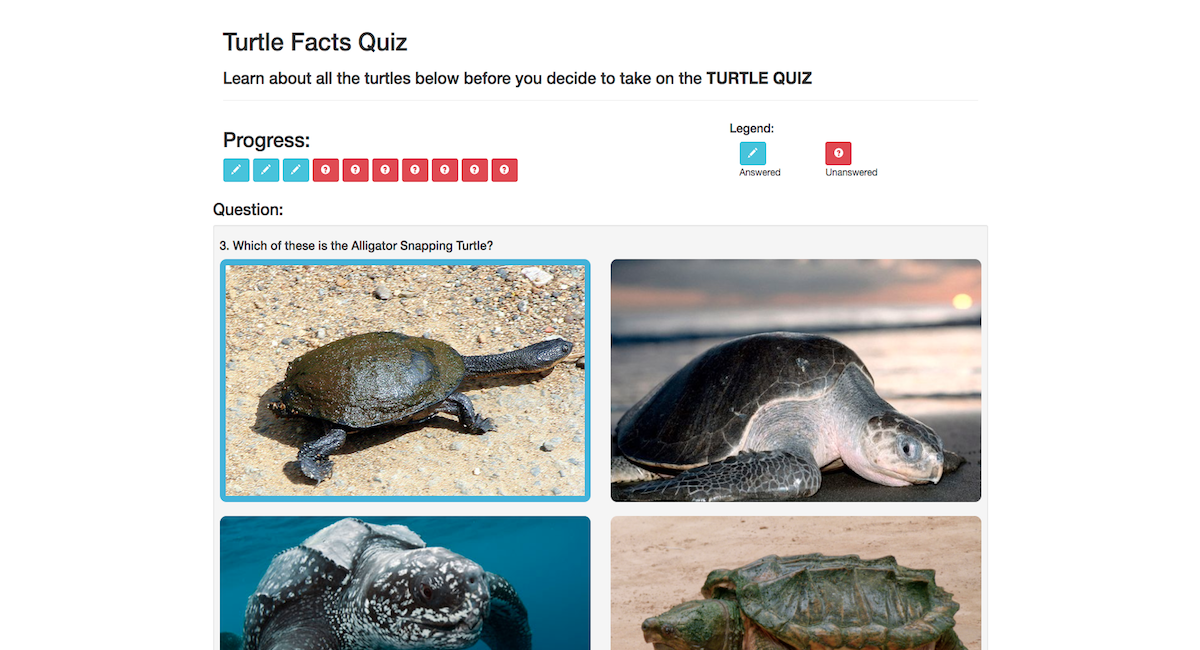 Turtle Facts Quiz
Learn about all the turtles below before you decide to take on the TURTLE QUIZ
Progress:
Legend:
Answered
Unanswered
Question:
3. Which of these is the Alligator Snapping Turtle?